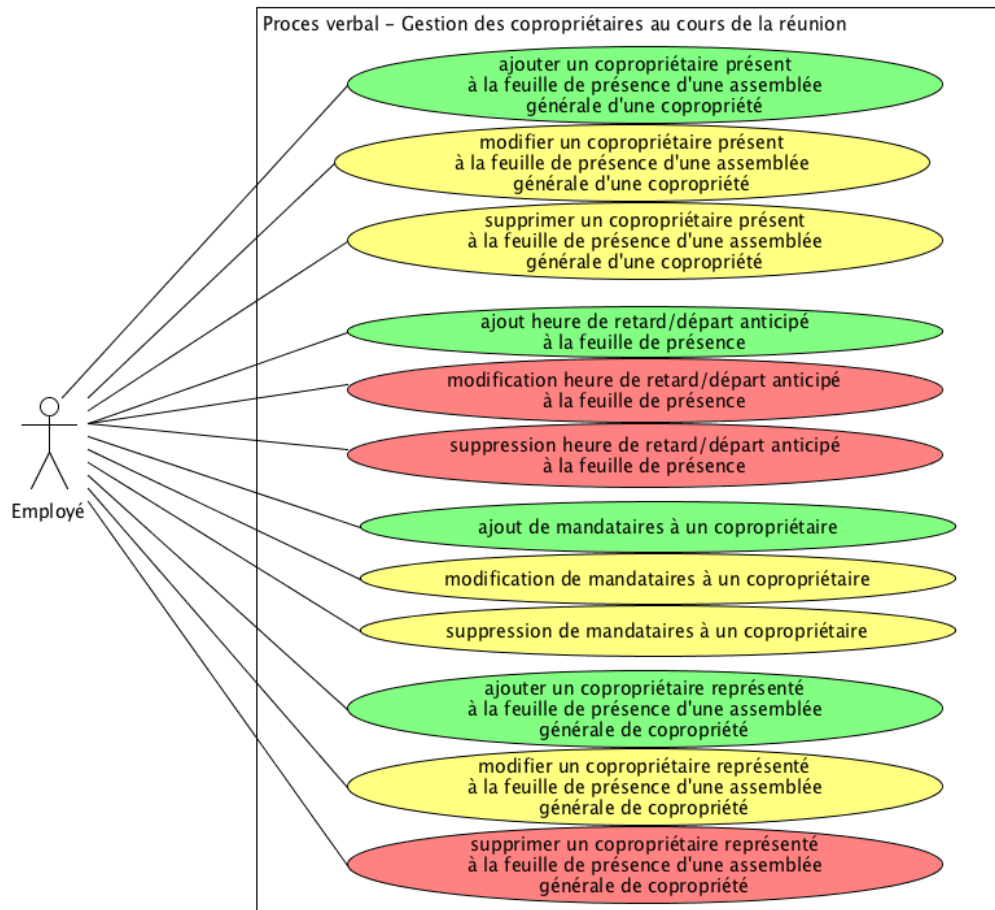 Proces verbal – Gestion des copropriétaires au cours de la réunion
ajouter un copropriétaire présent
à la feuille de présence d'une assemblée
générale d'une copropriété
modifier un copropriétaire présent
à la feuille de présence d'une assemblée
générale d'une copropriété
supprimer un copropriétaire présent
à la feuille de présence d'une assemblée
générale d'une copropriété
ajout heure de retard/départ anticipé
à la feuille de présence
modification heure de retard/départ anticipé
à la feuille de présence
suppression heure de retard/départ anticipé
à la feuille de présence
Employé
ajout de mandataires à un copropriétaire
modification de mandataires à un copropriétaire
suppression de mandataires à un copropriétaire
ajouter un copropriétaire représenté
à la feuille de présence d'une assemblée
générale de copropriété
modifier un copropriétaire représenté
à la feuille de présence d'une assemblée
générale de copropriété
supprimer un copropriétaire représenté
à la feuille de présence d'une assemblée
générale de copropriété